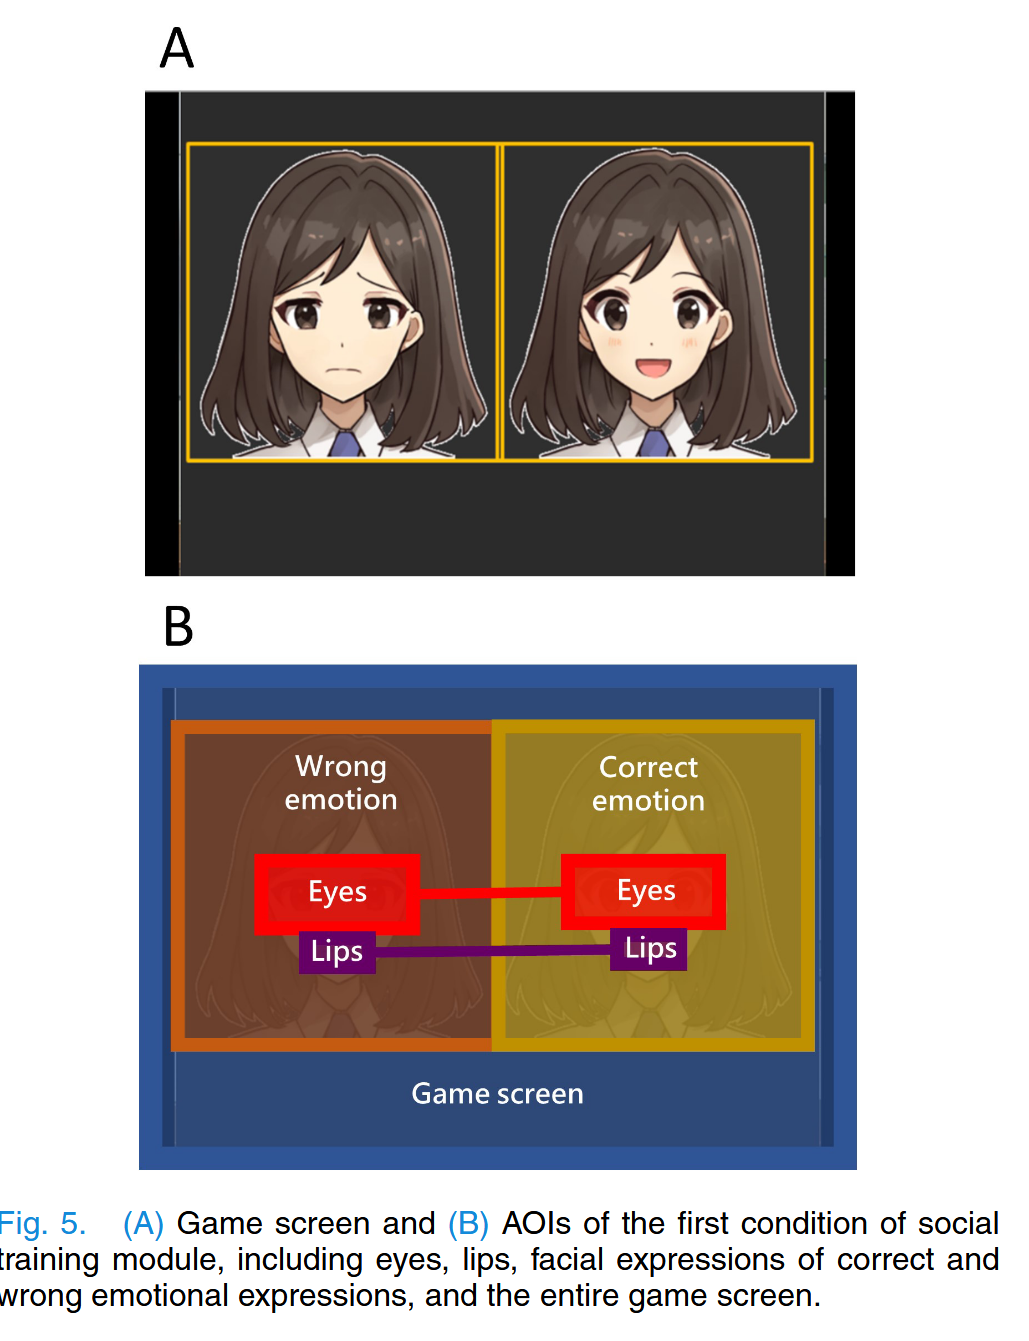 A
B
Wrong
emotion
Correct
emotion
Eyes
Eyes
Lips
Lips
Game screen
Fig. 5. (A) Game screen and (B) AOIs of the first condition of social
training module, including eyes, lips, facial expressions of correct and
wrong emotional expressions, and the entire game screen.